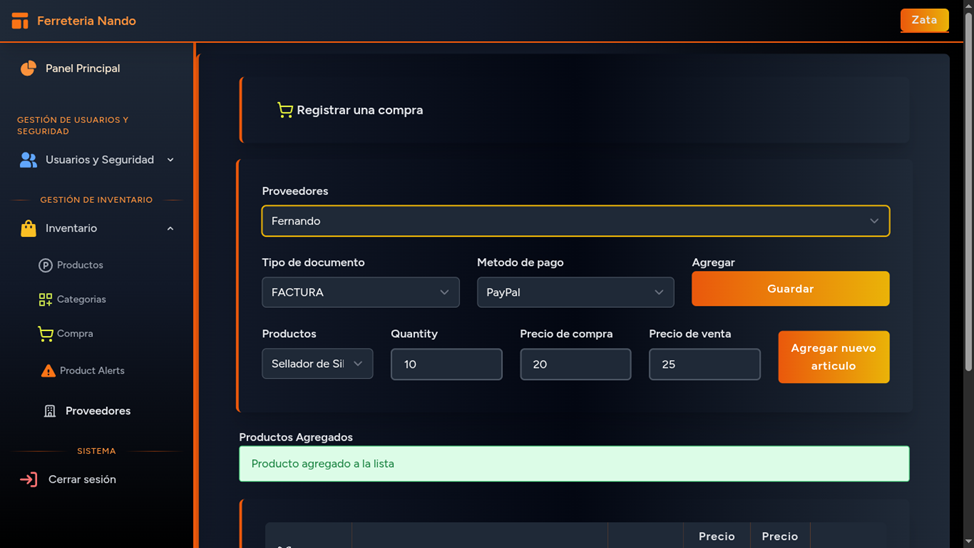 Ferreteria Nando
Zata
Panel Principal
GESTIÓN DE USUARIOS Y
SEGURIDAD
Usuarios y Seguridad
GESTIÓN DE INVENTARIO
Inventario
Productos
Categorias
Compra
Product Alerts
Proveedores
SISTEMA
Cerrar sesión
Registrar una compra
Proveedores
Fernando
Tipo de documento
Metodo de pago
Agregar
FACTURA
PayPal
Guardar
Productos
Quantity
Precio de compra
Precio de venta
Sellador de Sil
10
20
25
Agregar nuevo
articulo
Productos Agregados
Producto agregado a la lista
Precio
Precio